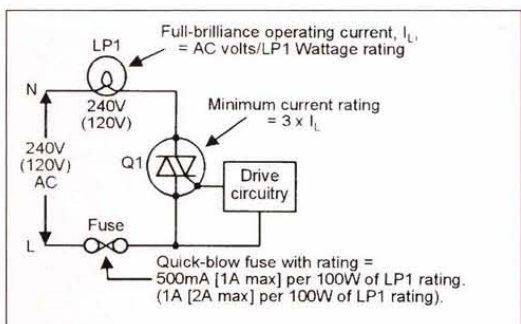 Full-brilliance operating current, IL,
= AC volts/LP1 Wattage rating
LP1
N
240V
(120V)
Minimum current rating
= 3 x IL
240V
(120V)
AC
Q1
Drive
circuitry
Fuse
L
Quick-blow fuse with rating =
500mA [1A max] per 100W of LP1 rating.
(1A [2A max] per 100W of LP1 rating).